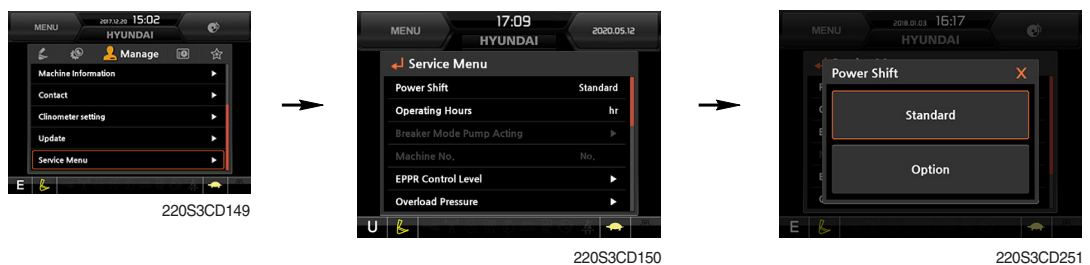 MENU
2017.12.20 15:02
HYUNDAI
Manage
Machine Information
Contact
Clinometer setting
Update
Service Menu
E
220S3CD149
MENU
17:09
HYUNDAI
2020.05.12
Service Menu
Power Shift Standard
Operating Hours hr
Breaker Mode Pump Acting
Machine No. No.
EPPR Control Level
Overload Pressure
U
220S3CD150
MENU
2018.01.03 16:17
HYUNDAI
Power Shift X
Standard
Option
E
220S3CD251